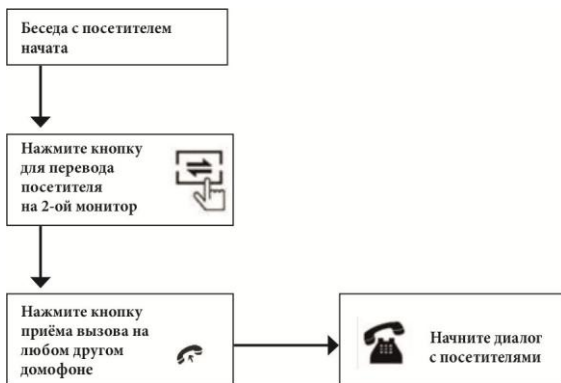 Беседа с посетителем
начата
Нажмите кнопку
для перевода
посетителя
на 2-ой монитор
Нажмите кнопку
приёма вызова на
любом другом
домофоне
Начните диалог
с посетителями